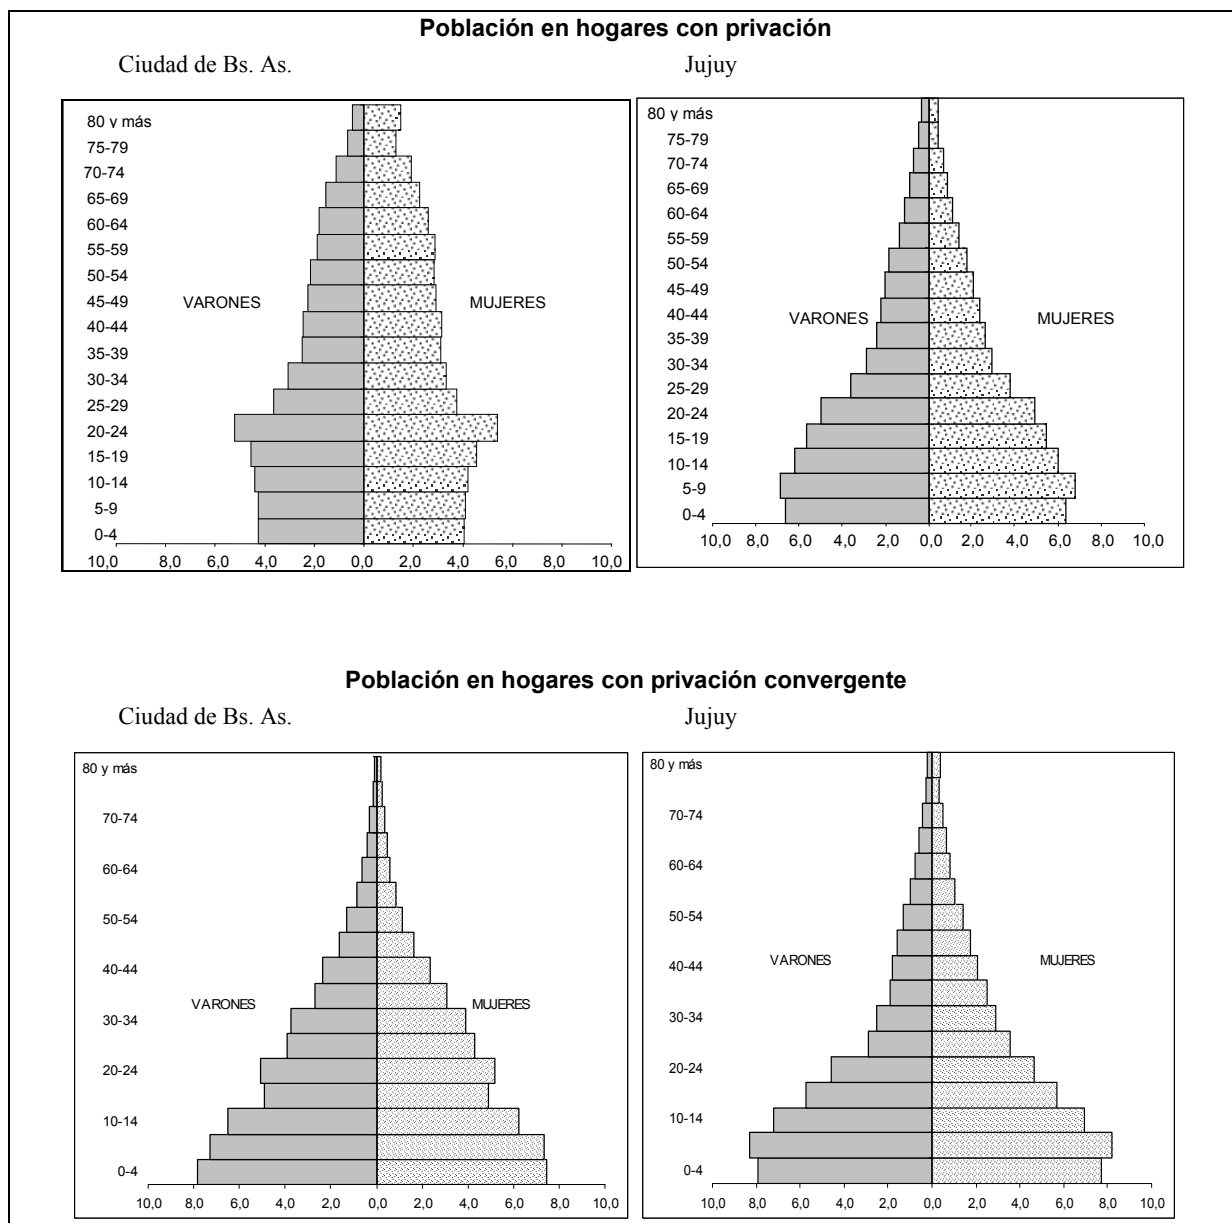 Población en hogares con privación
Ciudad de Bs. As.
Jujuy
80 y más
75-79
70-74
65-69
60-64
55-59
50-54
45-49
40-44
35-39
30-34
25-29
20-24
15-19
10-14
5-9
0-4
VARONES
MUJERES
10,0 8,0 6,0 4,0 2,0 0,0 2,0 4,0 6,0 8,0 10,0
80 y más
75-79
70-74
65-69
60-64
55-59
50-54
45-49
40-44
35-39
30-34
25-29
20-24
15-19
10-14
5-9
0-4
VARONES
MUJERES
10,0 8,0 6,0 4,0 2,0 0,0 2,0 4,0 6,0 8,0 10,0
Población en hogares con privación convergente
Ciudad de Bs. As.
Jujuy
80 y más
70-74
60-64
50-54
40-44
30-34
20-24
10-14
0-4
VARONES
MUJERES
10,0 8,0 6,0 4,0 2,0 0,0 2,0 4,0 6,0 8,0 10,0
80 y más
70-74
60-64
50-54
40-44
30-34
20-24
10-14
0-4
VARONES
MUJERES
10,0 8,0 6,0 4,0 2,0 0,0 2,0 4,0 6,0 8,0 10,0